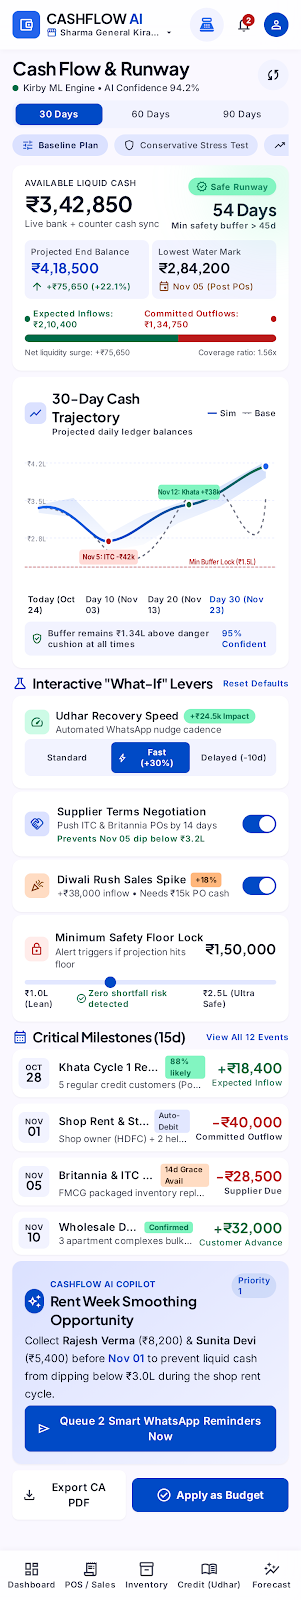 CASHFLOW AI
Sharma General Kira...
2
Cash Flow & Runway
Kirby ML Engine • AI Confidence 94.2%
30 Days
60 Days
90 Days
Baseline Plan
Conservative Stress Test
AVAILABLE LIQUID CASH
₹3,42,850
Live bank + counter cash sync
Safe Runway
54 Days
Min safety buffer > 45d
Projected End Balance
₹4,18,500
+₹75,650 (+22.1%)
Lowest Water Mark
₹2,84,200
Nov 05 (Post POs)
Expected Inflows:
₹2,10,400
Committed Outflows:
₹1,34,750
Net liquidity surge: +₹75,650
Coverage ratio: 1.56x
30-Day Cash
Trajectory
Projected daily ledger balances
Sim
Base
₹4.2L
₹3.5L
₹2.8L
Nov 12: Khata +₹38k
Nov 5: ITC -₹42k
Min Buffer Lock (₹1.5L)
Today (Oct
24)
Day 10 (Nov
03)
Day 20 (Nov
13)
Day 30 (Nov
23)
Buffer remains ₹1.34L above danger
cushion at all times
95%
Confident
Interactive "What-If" Levers
Reset Defaults
Udhar Recovery Speed
+₹24.5k Impact
Automated WhatsApp nudge cadence
Standard
Fast
(+30%)
Delayed (-10d)
Supplier Terms Negotiation
Push ITC & Britannia POs by 14 days
Prevents Nov 05 dip below ₹3.2L
Diwali Rush Sales Spike
+18%
+₹38,000 inflow • Needs ₹15k PO cash
Minimum Safety Floor Lock
Alert triggers if projection hits
floor
₹1,50,000
₹1.0L
(Lean)
Zero shortfall risk
detected
₹2.5L (Ultra
Safe)
Critical Milestones (15d)
View All 12 Events
OCT
28
Khata Cycle 1 Re...
88%
likely
5 regular credit customers (Po...
+₹18,400
Expected Inflow
NOV
01
Shop Rent & St...
Auto-
Debit
Shop owner (HDFC) + 2 hel...
−₹40,000
Committed Outflow
NOV
05
Britannia & ITC ...
14d Grace
Avail
FMCG packaged inventory repl...
−₹28,500
Supplier Due
NOV
10
Wholesale D...
Confirmed
3 apartment complexes bulk...
+₹32,000
Customer Advance
CASHFLOW AI COPILOT
Priority
1
Rent Week Smoothing
Opportunity
Collect Rajesh Verma (₹8,200) & Sunita Devi
(₹5,400) before Nov 01 to prevent liquid cash
from dipping below ₹3.0L during the shop rent
cycle.
Queue 2 Smart WhatsApp Reminders
Now
Export CA
PDF
Apply as Budget
Dashboard
POS / Sales
Inventory
Credit (Udhar)
Forecast